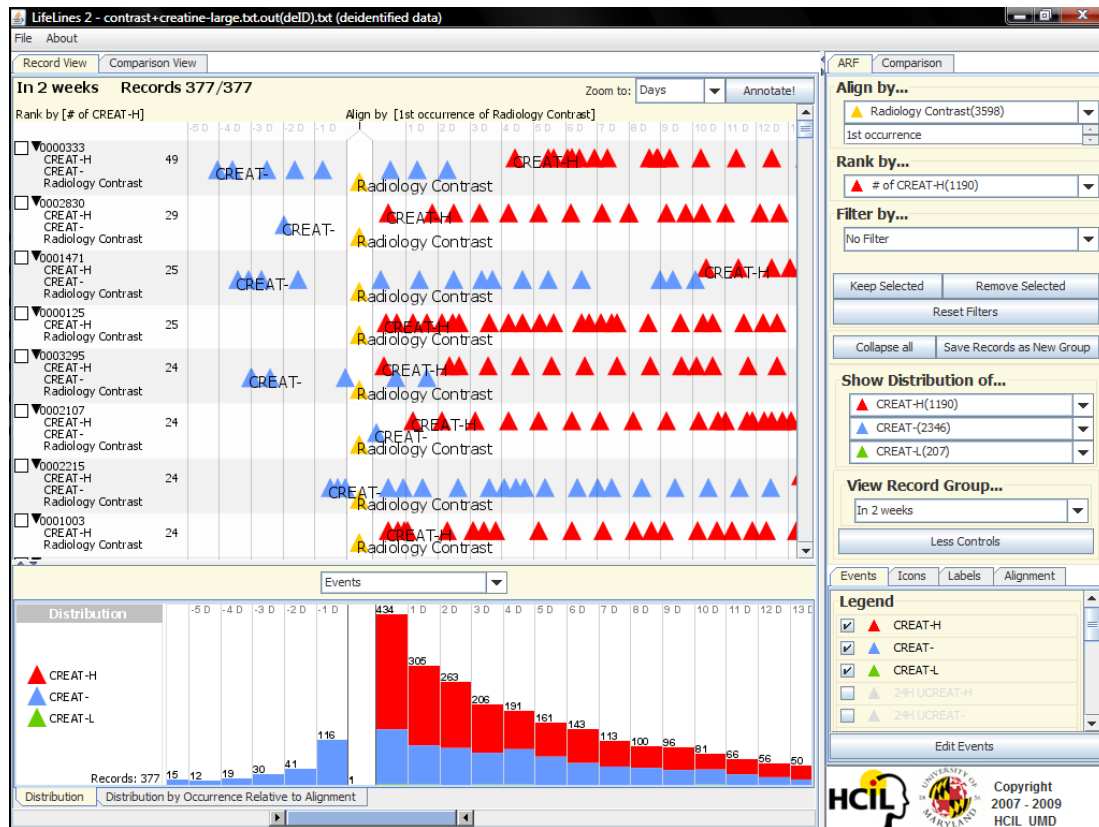 LifeLines 2 - contrast+creatine-large.txt.out(deID).txt (deidentified data)
File About
Record View Comparison View
In 2 weeks Records 377/377
Zoom to: Days Annotate!
Rank by [# of CREAT-H] Align by [1st occurrence of Radiology Contrast]
-5 D -4 D -3 D -2 D -1 D 1 D 2 D 3 D 4 D 5 D 6 D 7 D 8 D 9 D 10 D 11 D 12 D
0000333
CREAT-H 49
CREAT-
Radiology Contrast
CREAT-
CREAT-H
Radiology Contrast
0002830
CREAT-H 29
CREAT-
Radiology Contrast
CREAT-H
CREAT-
Radiology Contrast
0001471
CREAT-H 25
CREAT-
Radiology Contrast
CREAT-H
CREAT-
Radiology Contrast
0000125
CREAT-H 25
Radiology Contrast
CREAT-H
Radiology Contrast
0003295
CREAT-H 24
CREAT-
Radiology Contrast
CREAT-H
CREAT-
Radiology Contrast
0002107
CREAT-H 24
CREAT-
Radiology Contrast
CREAT-H
CREAT-
Radiology Contrast
0002215
CREAT-H 24
CREAT-
Radiology Contrast
CREAT-
Radiology Contrast
0001003
CREAT-H 24
Radiology Contrast
CREAT-H
Radiology Contrast
Events
Distribution
-5 D -4 D -3 D -2 D -1 D 1 D 2 D 3 D 4 D 5 D 6 D 7 D 8 D 9 D 10 D 11 D 12 D 13 D
CREAT-H
CREAT-
CREAT-L
Records: 377
15 12 19 30 41 116 1 434 305 263 206 191 161 143 113 100 96 81 66 56 50
Distribution Distribution by Occurrence Relative to Alignment
ARF Comparison
Align by...
Radiology Contrast(3598)
1st occurrence
Rank by...
# of CREAT-H(1190)
Filter by...
No Filter
Keep Selected Remove Selected
Reset Filters
Collapse all Save Records as New Group
Show Distribution of...
CREAT-H(1190)
CREAT-(2346)
CREAT-L(207)
View Record Group...
In 2 weeks
Less Controls
Events Icons Labels Alignment
Legend
CREAT-H
CREAT-
CREAT-L
24H UCREAT-H
24H UCREAT-
Edit Events
HCIL
UNIVERSITY OF
MARYLAND
18 56
Copyright
2007 - 2009
HCIL UMD